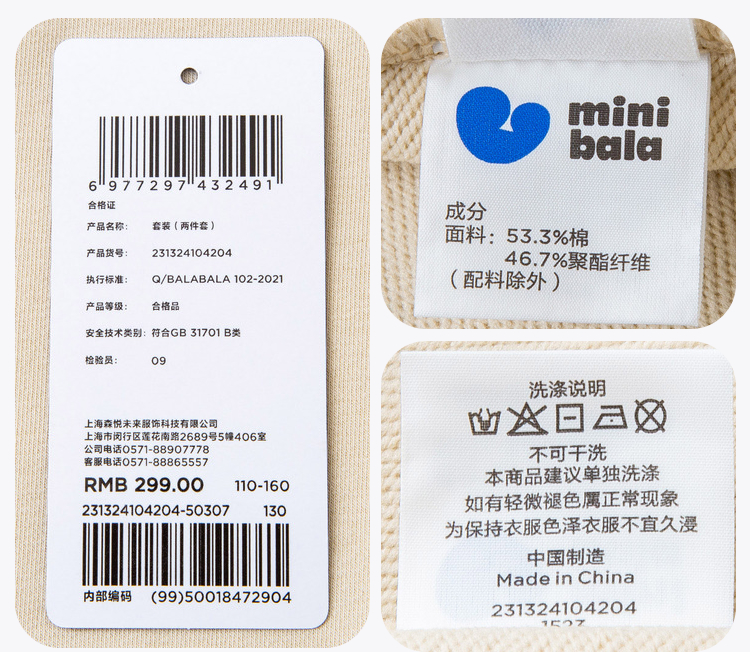 6 977297 432491
合格证
产品名称: 套装（两件套）
产品货号: 231324104204
执行标准: Q/BALABALA 102-2021
产品等级: 合格品
安全技术类别: 符合GB 31701 B类
检验员: 09
上海森悦未来服饰科技有限公司
上海市闵行区莲花南路2689号5幢406室
公司电话0571-88907778
客服电话0571-88865557
RMB 299.00 110-160
231324104204-50307 130
内部编码 (99)50018472904
mini
bala
成分
面料: 53.3%棉
46.7%聚酯纤维
（配料除外）
洗涤说明
不可干洗
本商品建议单独洗涤
如有轻微褪色属正常现象
为保持衣服色泽衣服不宜久浸
中国制造
Made in China
231324104204
1523